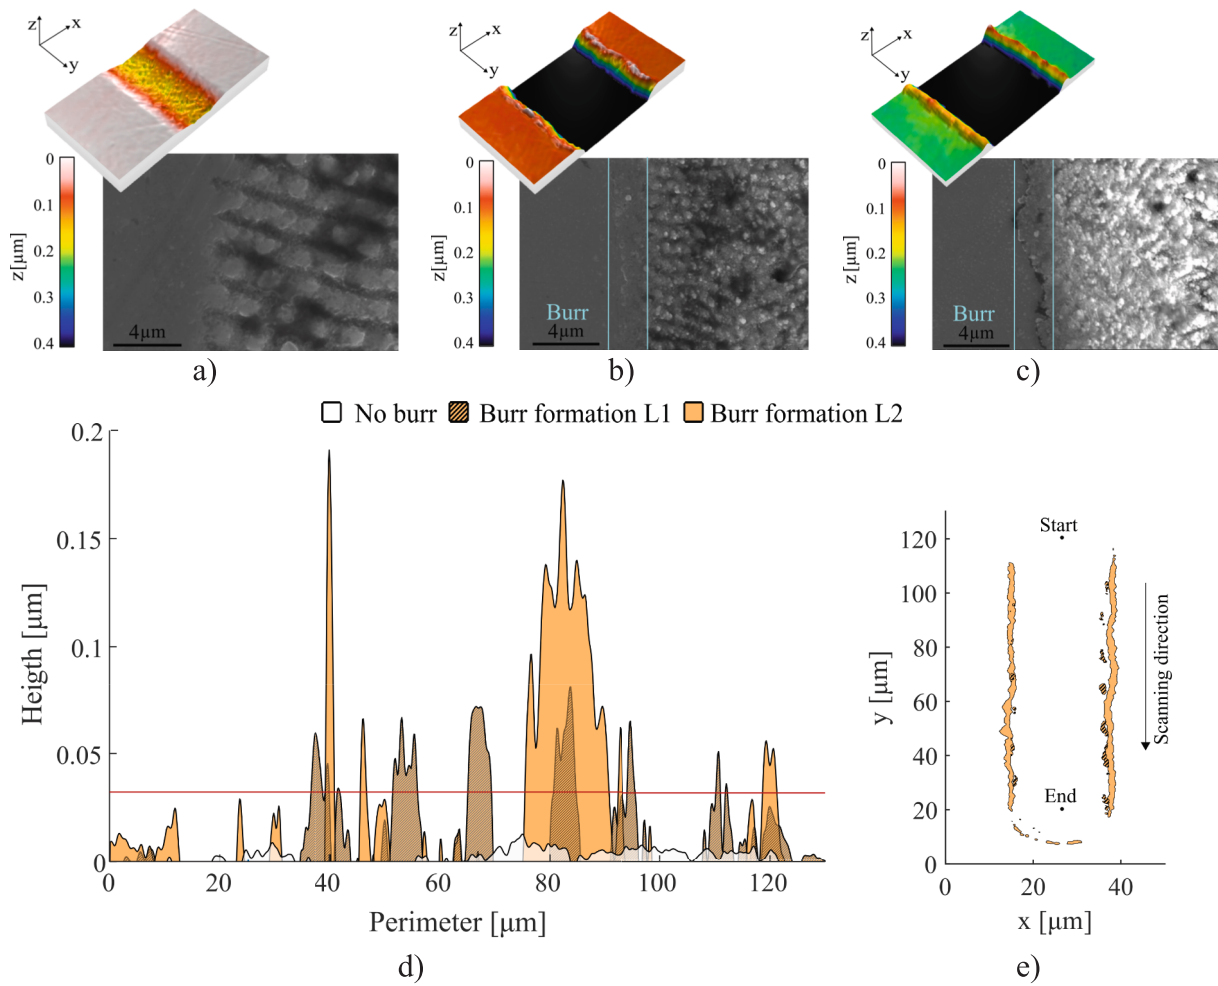 z x y
z x y
z x y
0
0.1
0.2
0.3
0.4
z[μm]
4μm
a)
0
0.1
0.2
0.3
0.4
z[μm]
Burr
4μm
b)
0
0.1
0.2
0.3
0.4
z[μm]
Burr
4μm
c)
No burr Burr formation L1 Burr formation L2
0.2
0.15
0.1
0.05
0
Heigth [μm]
0 20 40 60 80 100 120
Perimeter [μm]
d)
120
100
80
60
40
20
0
y [μm]
Start
End
Scanning direction
0 20 40
x [μm]
e)